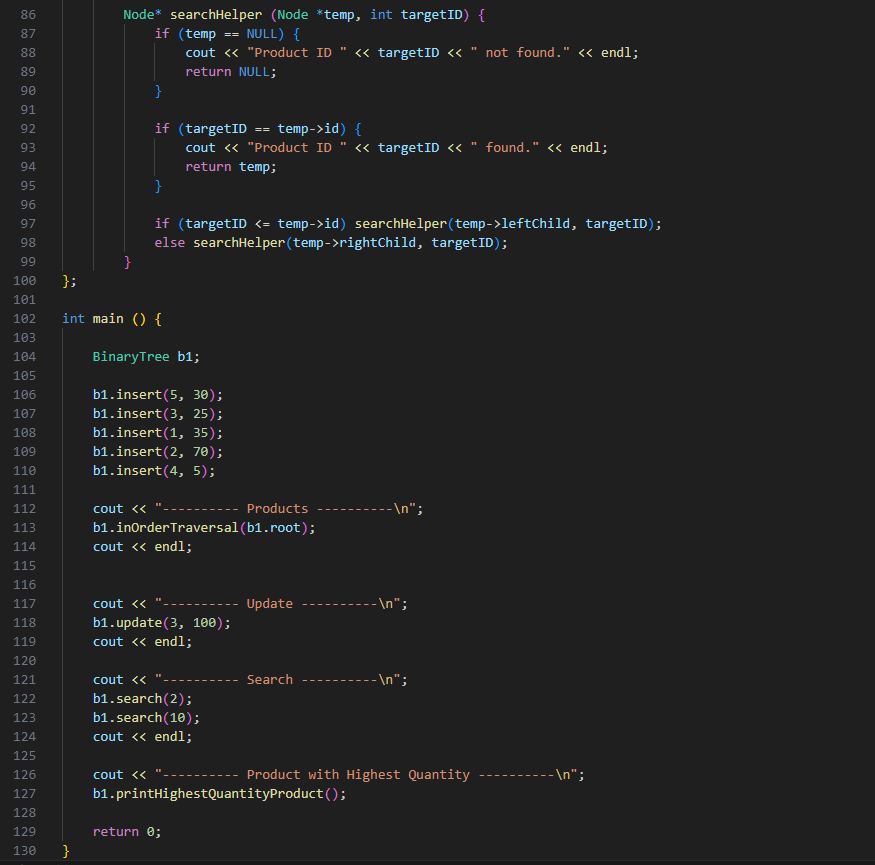 86 Node* searchHelper (Node *temp, int targetID) {
87 if (temp == NULL) {
88 cout << "Product ID " << targetID << " not found." << endl;
89 return NULL;
90 }
91
92 if (targetID == temp->id) {
93 cout << "Product ID " << targetID << " found." << endl;
94 return temp;
95 }
96
97 if (targetID <= temp->id) searchHelper(temp->leftChild, targetID);
98 else searchHelper(temp->rightChild, targetID);
99 }
100 };
101
102 int main () {
103
104 BinaryTree b1;
105
106 b1.insert(5, 30);
107 b1.insert(3, 25);
108 b1.insert(1, 35);
109 b1.insert(2, 70);
110 b1.insert(4, 5);
111
112 cout << "---------- Products ----------\n";
113 b1.inOrderTraversal(b1.root);
114 cout << endl;
115
116
117 cout << "---------- Update ----------\n";
118 b1.update(3, 100);
119 cout << endl;
120
121 cout << "---------- Search ----------\n";
122 b1.search(2);
123 b1.search(10);
124 cout << endl;
125
126 cout << "---------- Product with Highest Quantity ----------\n";
127 b1.printHighestQuantityProduct();
128
129 return 0;
130 }